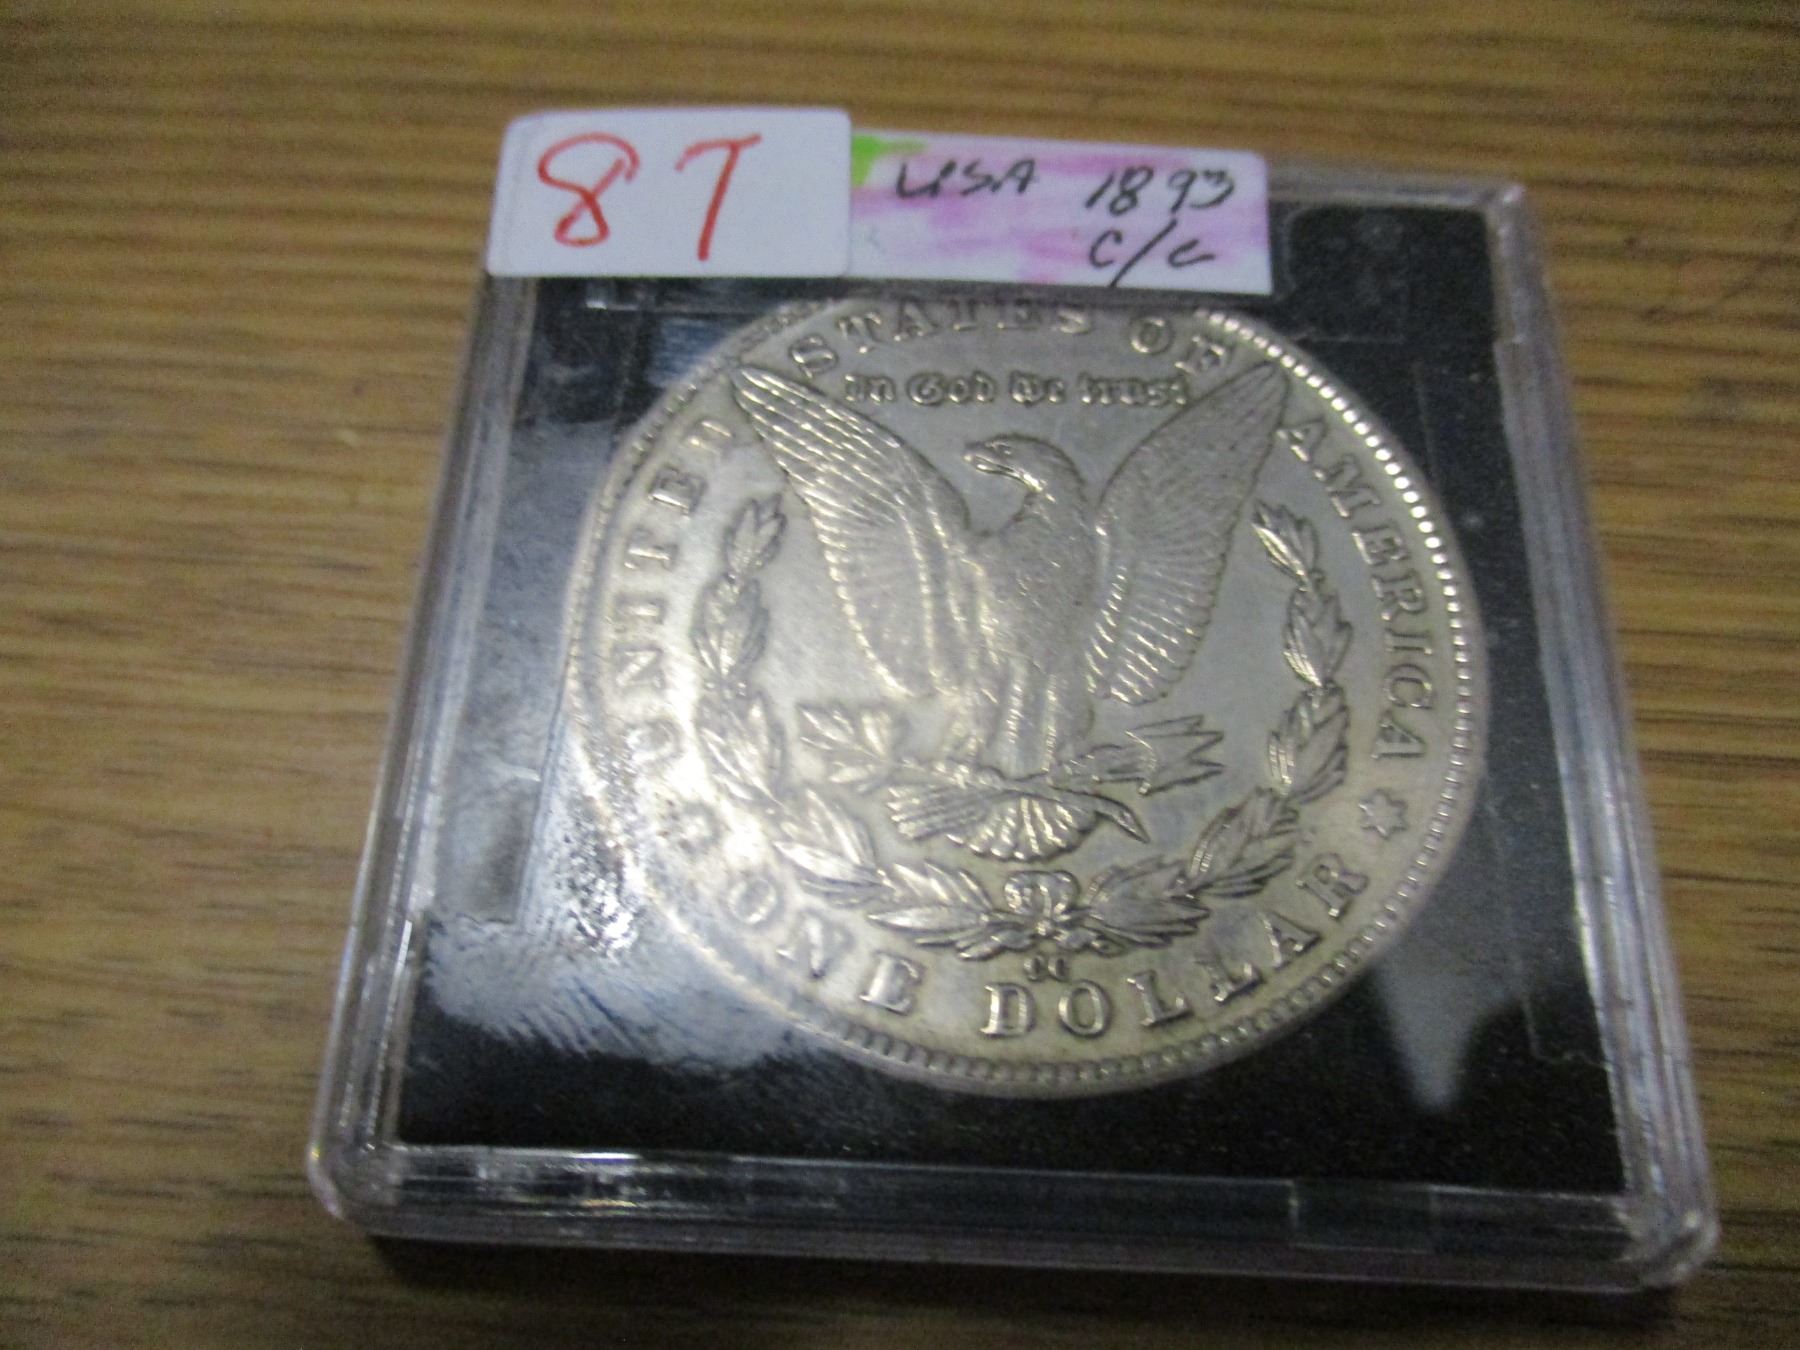 87
USA 1893
C/C
UNITED STATES OF AMERICA
In God We trust
CC
ONE DOLLAR